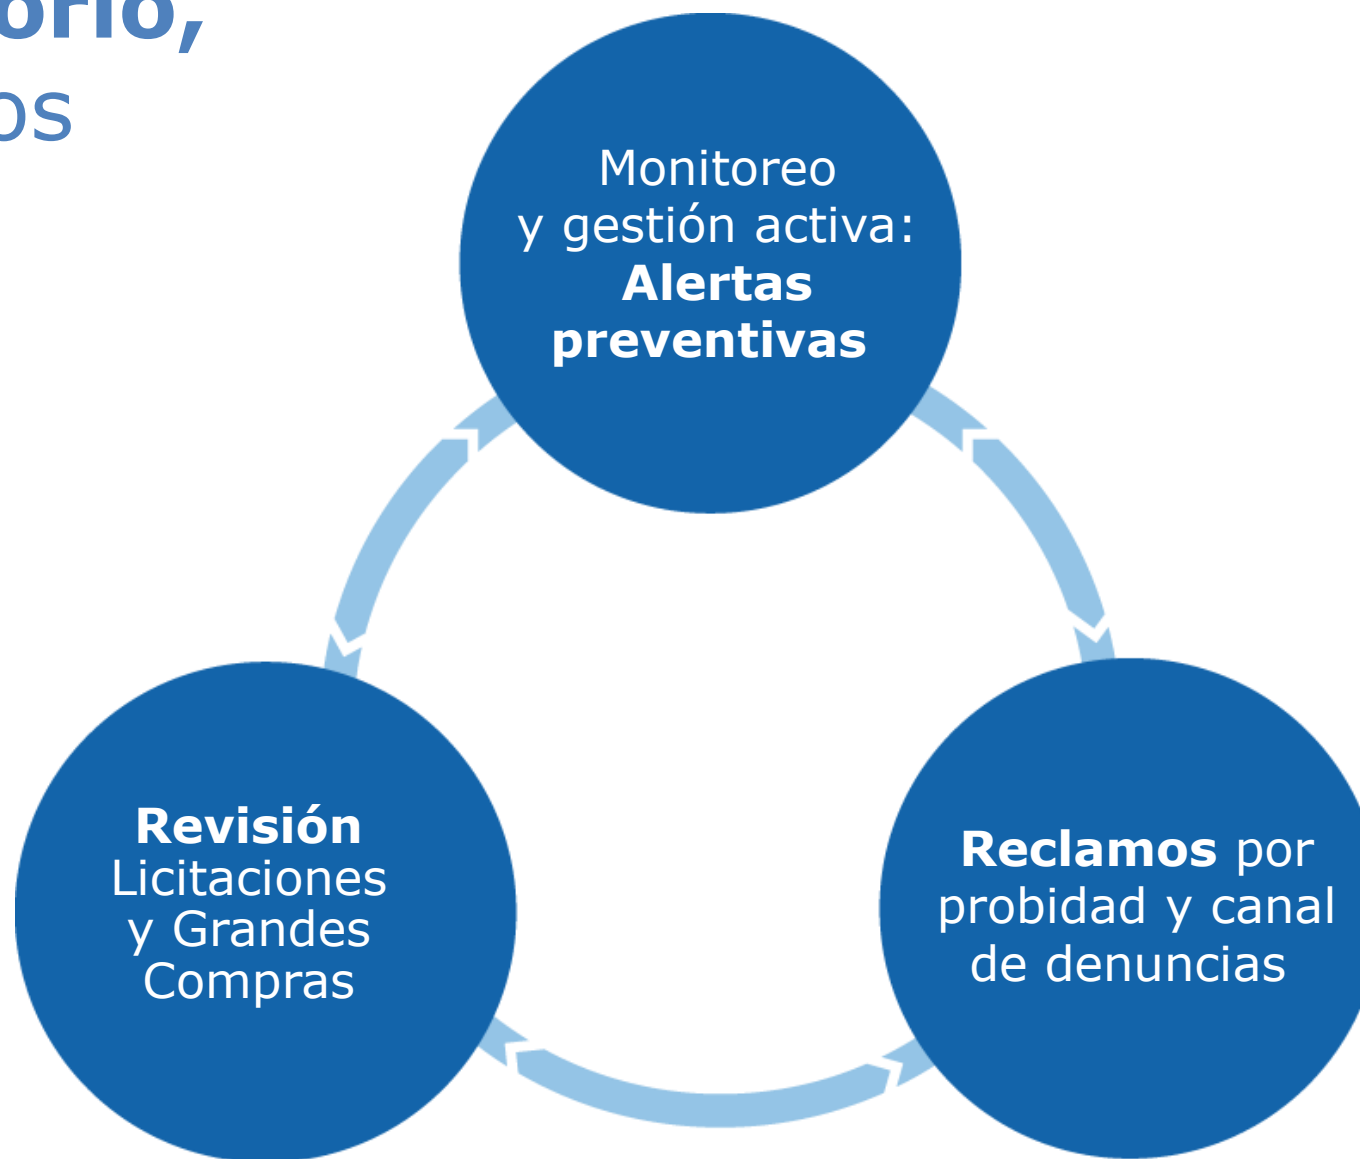 orio,
os
Monitoreo
y gestión activa:
Alertas
preventivas
Revisión
Licitaciones
y Grandes
Compras
Reclamos por
probidad y canal
de denuncias